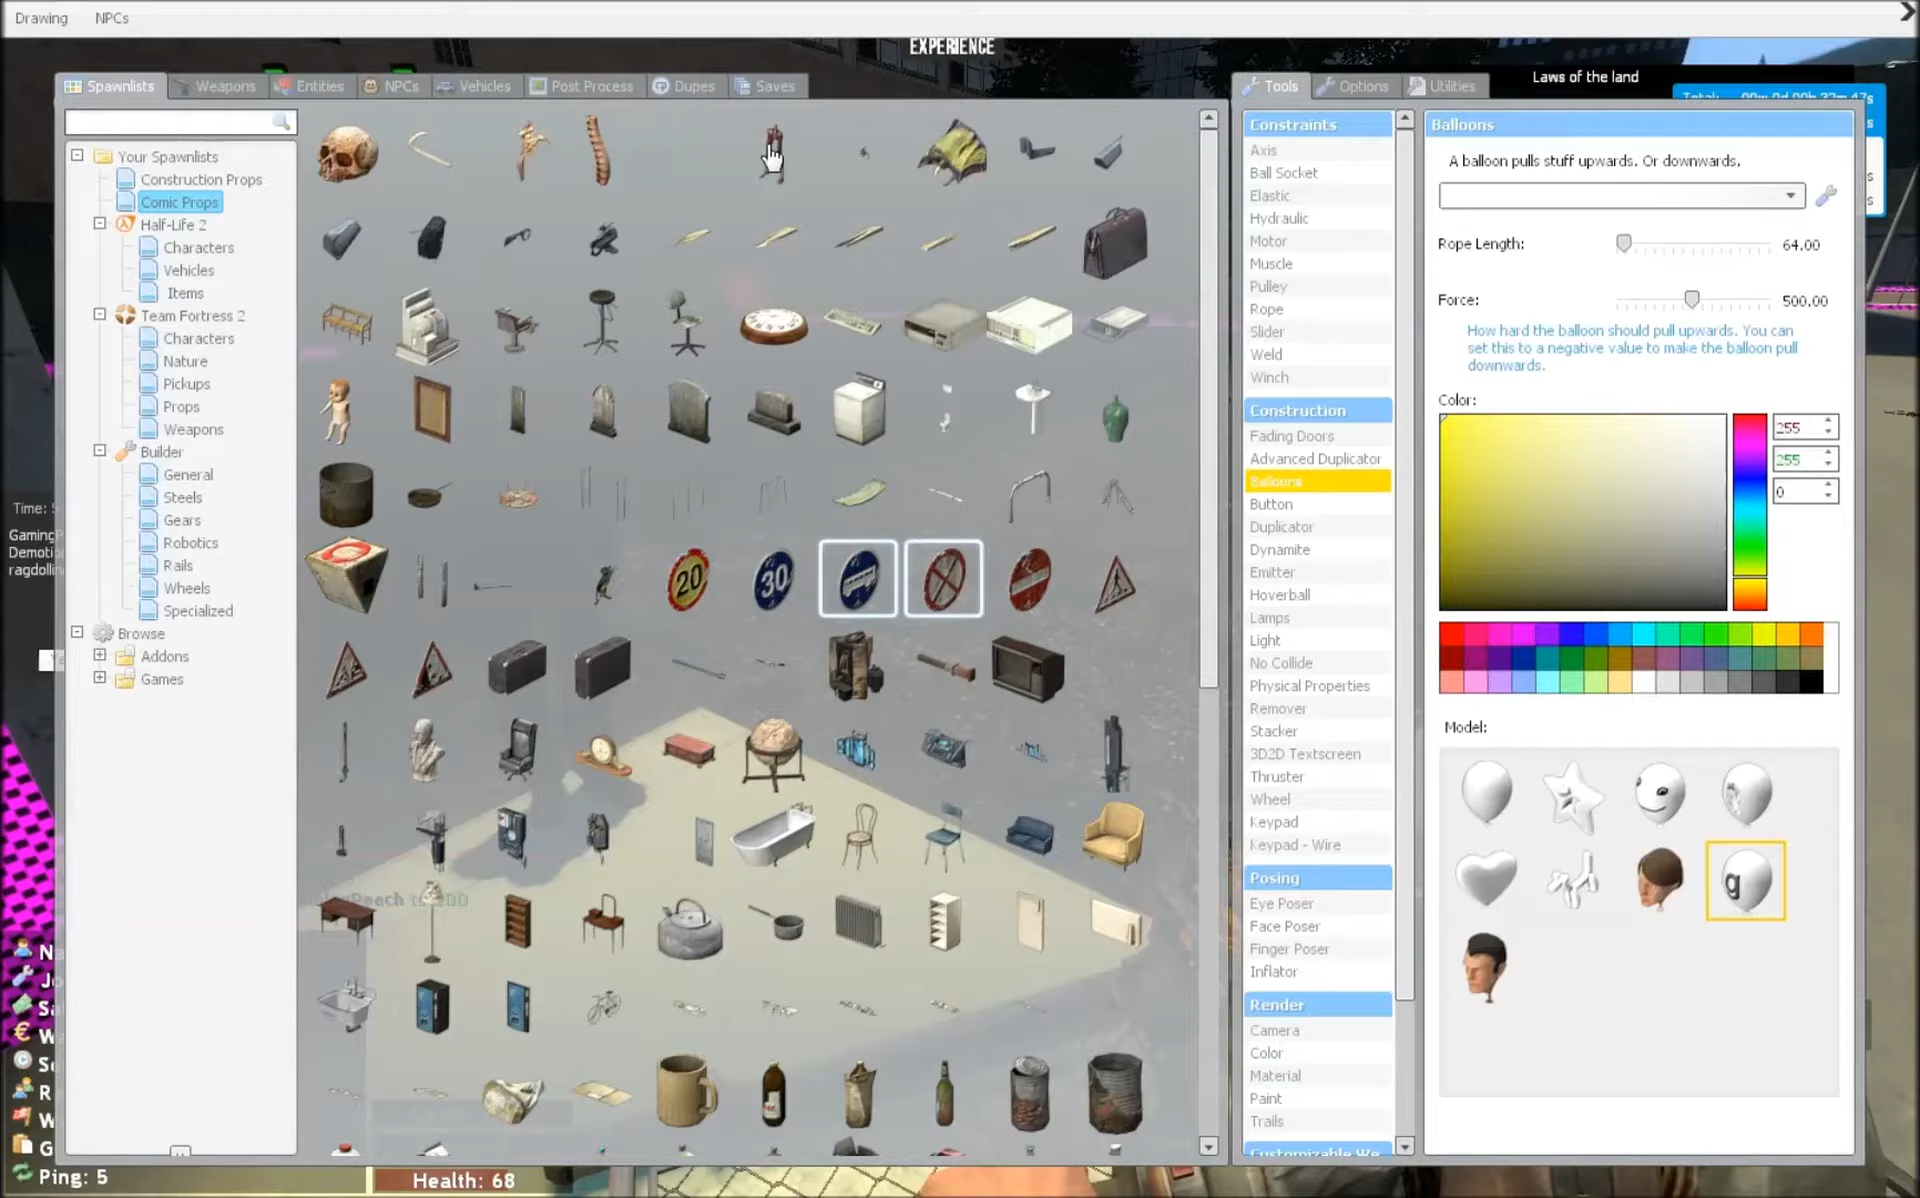 Drawing NPCs
EXPERIENCE
Laws of the land
Spawnlists Weapons Entities NPCs Vehicles Post Process Dupes Saves
Your Spawnlists
Construction Props
Comic Props
Half-Life 2
Characters
Vehicles
Items
Team Fortress 2
Characters
Nature
Pickups
Props
Weapons
Builder
General
Steels
Gears
Robotics
Rails
Wheels
Specialized
Browse
Addons
Games
20
30
Time: 5
Demoti
ragdollin
Ping: 5
Health: 68
Tools Options Utilities
Constraints
Axis
Ball Socket
Elastic
Hydraulic
Motor
Muscle
Pulley
Rope
Slider
Weld
Winch
Construction
Fading Doors
Advanced Duplicator
Balloons
Button
Duplicator
Dynamite
Emitter
Hoverball
Lamps
Light
No Collide
Physical Properties
Remover
Stacker
3D2D Textscreen
Thruster
Wheel
Keypad
Keypad - Wire
Posing
Eye Poser
Face Poser
Finger Poser
Inflator
Render
Camera
Color
Material
Paint
Trails
Customizable We
Balloons
A balloon pulls stuff upwards. Or downwards.
Rope Length: 64.00
Force: 500.00
How hard the balloon should pull upwards. You can
set this to a negative value to make the balloon pull
downwards.
Color:
255
255
0
Model:
g